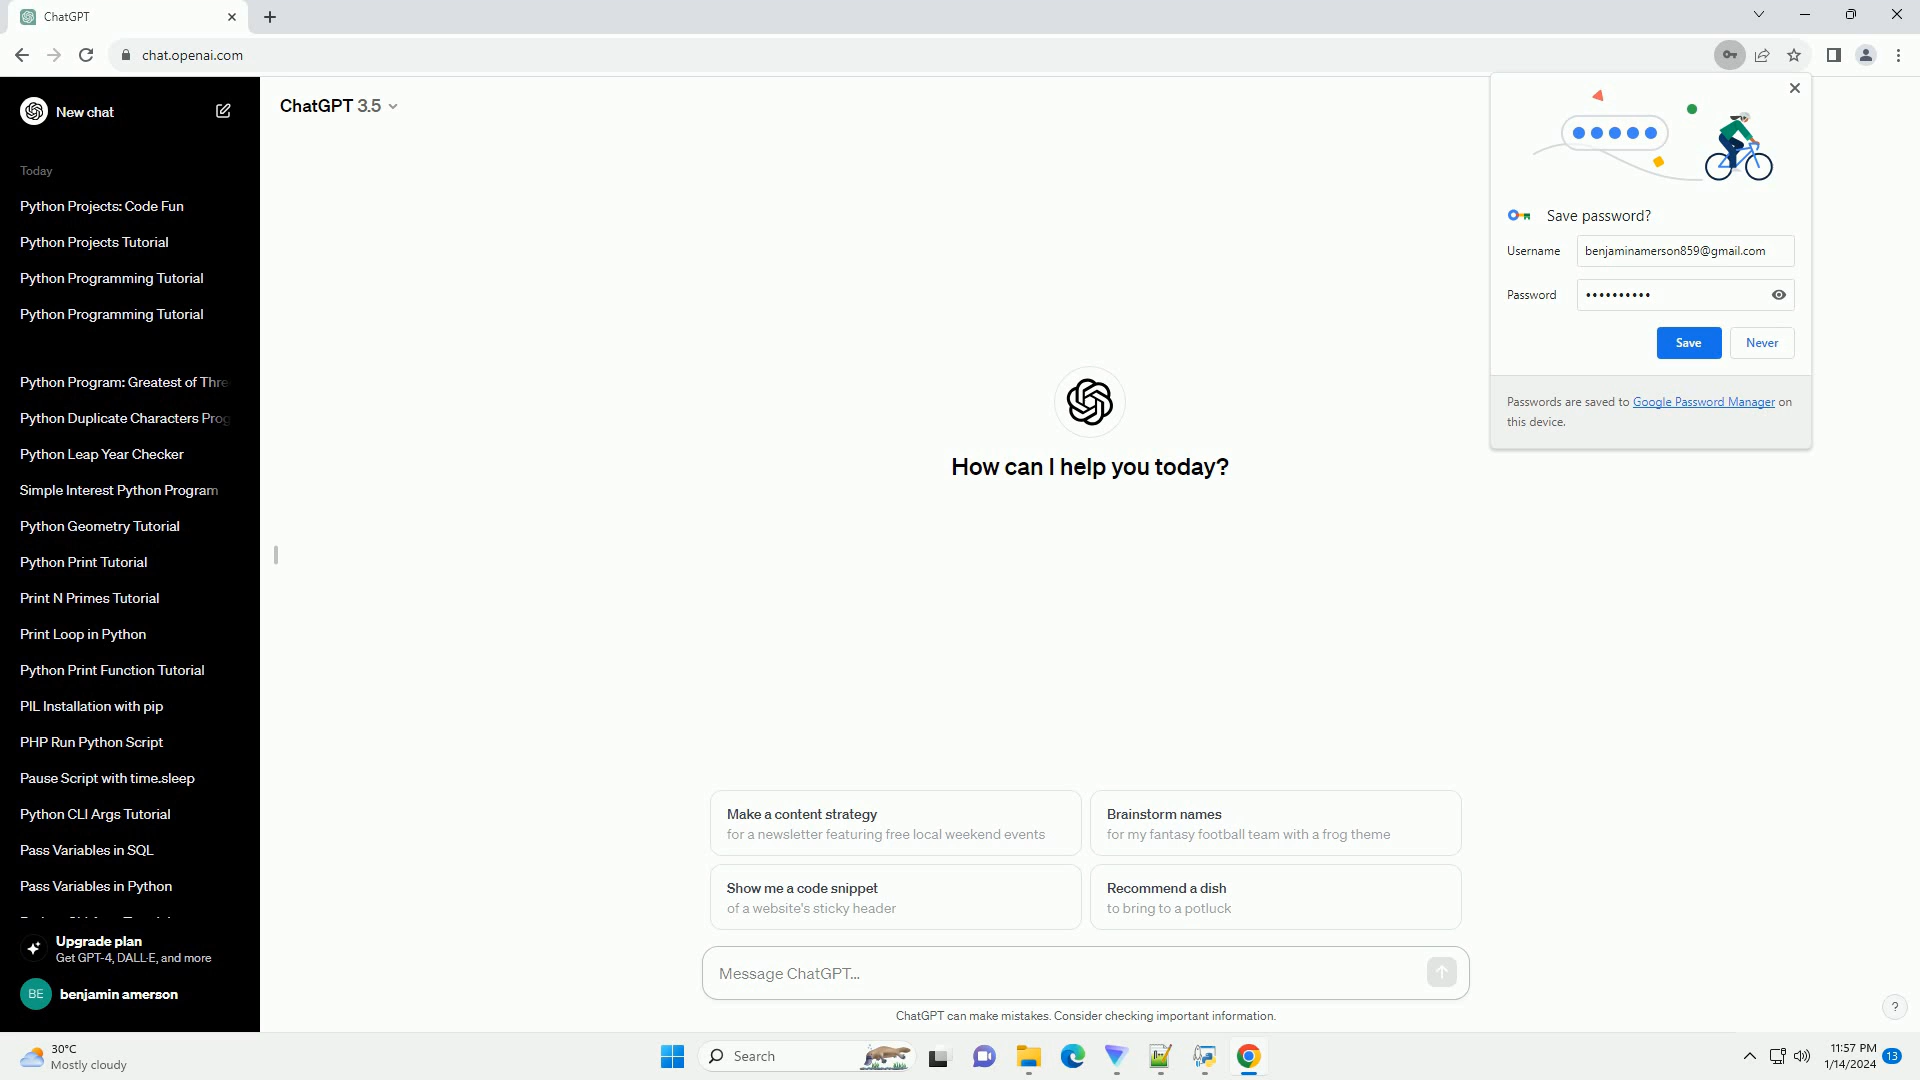 ChatGPT
chat.openai.com
New chat
Today
Python Projects: Code Fun
Python Projects Tutorial
Python Programming Tutorial
Python Programming Tutorial
Python Program: Greatest of Thre
Python Duplicate Characters Prog
Python Leap Year Checker
Simple Interest Python Program
Python Geometry Tutorial
Python Print Tutorial
Print N Primes Tutorial
Print Loop in Python
Python Print Function Tutorial
PIL Installation with pip
PHP Run Python Script
Pause Script with time.sleep
Python CLI Args Tutorial
Pass Variables in SQL
Pass Variables in Python
Upgrade plan
Get GPT-4, DALL·E, and more
BE benjamin amerson
ChatGPT 3.5
How can I help you today?
Make a content strategy
for a newsletter featuring free local weekend events
Brainstorm names
for my fantasy football team with a frog theme
Show me a code snippet
of a website's sticky header
Recommend a dish
to bring to a potluck
Message ChatGPT...
ChatGPT can make mistakes. Consider checking important information.
?
Save password?
Username benjaminamerson859@gmail.com
Password ••••••••••
Save Never
Passwords are saved to Google Password Manager on
this device.
30°C
Mostly cloudy
Search
11:57 PM
1/14/2024
13